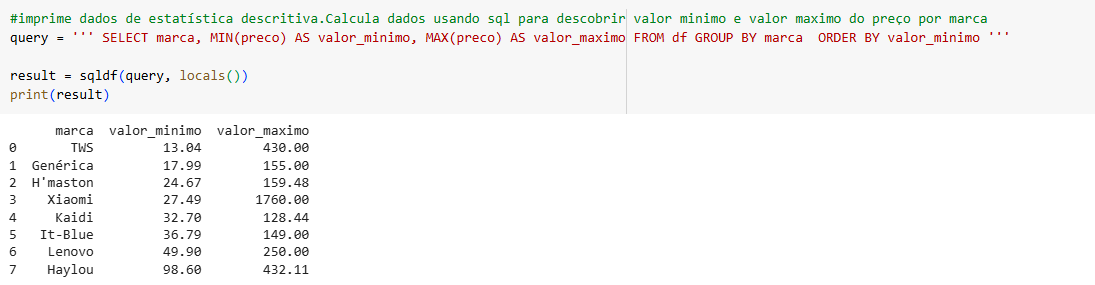 #imprime dados de estatística descritiva.Calcula dados usando sql para descobrir valor minimo e valor maximo do preço por marca
query = ''' SELECT marca, MIN(preco) AS valor_minimo, MAX(preco) AS valor_maximo FROM df GROUP BY marca  ORDER BY valor_minimo '''
result = sqldf(query, locals())
print(result)
marca valor_minimo valor_maximo
0 TWS 13.04 430.00
1 Genérica 17.99 155.00
2 H'maston 24.67 159.48
3 Xiaomi 27.49 1760.00
4 Kaidi 32.70 128.44
5 It-Blue 36.79 149.00
6 Lenovo 49.90 250.00
7 Haylou 98.60 432.11